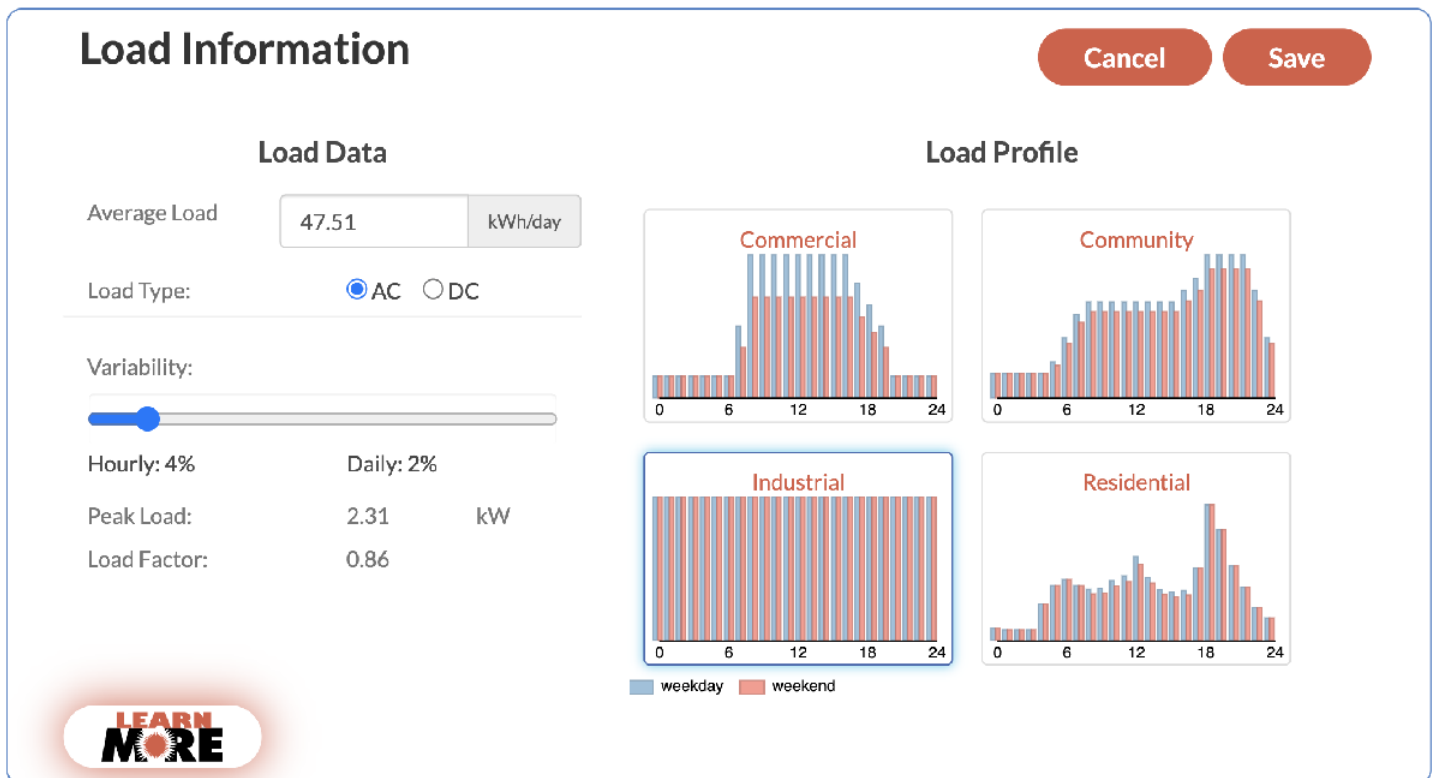 Load Information
Cancel
Save
Load Data
Average Load
47.51
kWh/day
Load Type:
AC
DC
Variability:
Hourly: 4%
Daily: 2%
Peak Load:
2.31
kW
Load Factor:
0.86
Load Profile
Commercial
0 6 12 18 24
Community
0 6 12 18 24
Industrial
0 6 12 18 24
Residential
0 6 12 18 24
weekday
weekend
LEARN
MORE